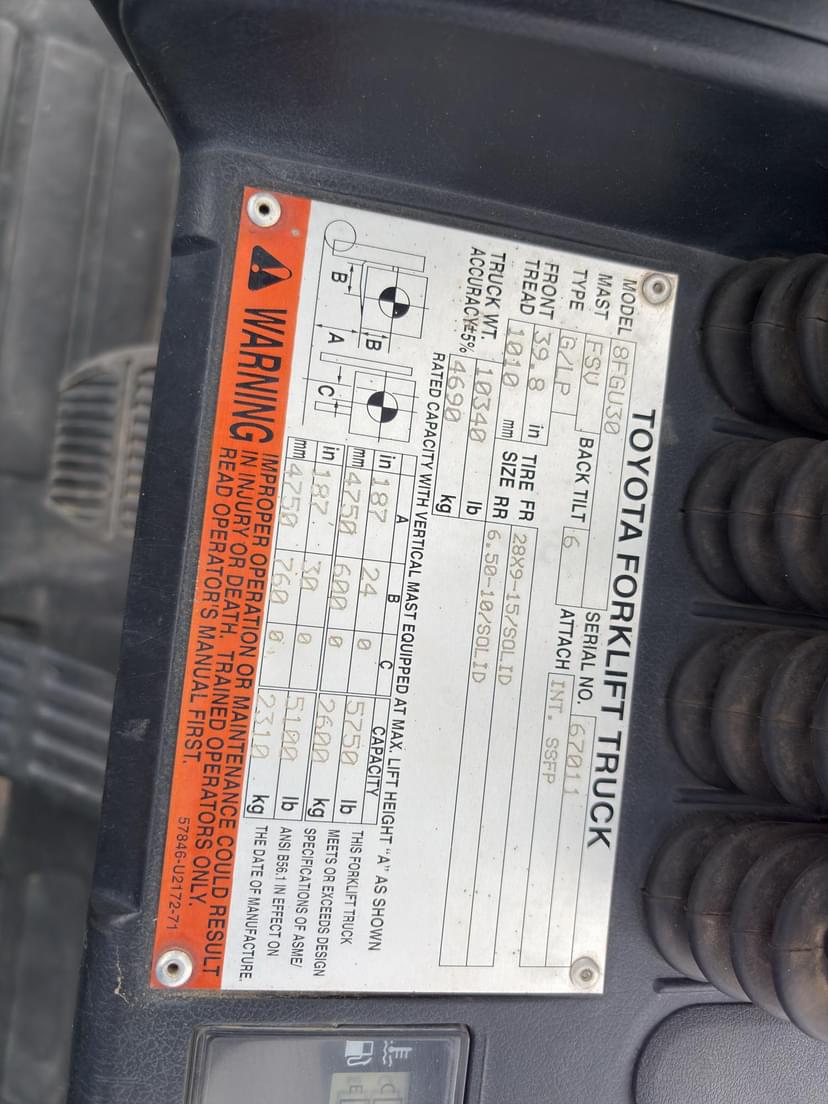 TOYOTA FORKLIFT TRUCK
MODEL 8FGU30 SERIAL NO. 67011
MAST FSV BACK TILT 6 ATTACH INT. SSFP
TYPE G/LP
FRONT 39.8 in TIRE FR 28X9-15/SOLID
TREAD 1010 mm SIZE RR 6.50-10/SOLID
TRUCK WT. 10340 lb
ACCURACY±5% 4690 kg
RATED CAPACITY WITH VERTICAL MAST EQUIPPED AT MAX. LIFT HEIGHT "A" AS SHOWN
A B C CAPACITY
in 187 24 0 5750 lb
mm 4750 600 0 2600 kg
in 187 30 0 5100 lb
mm 4750 760 0 2310 kg
B B A C
THIS FORKLIFT TRUCK
MEETS OR EXCEEDS DESIGN
SPECIFICATIONS OF ASME/
ANSI B56.1 IN EFFECT ON
THE DATE OF MANUFACTURE.
WARNING
IMPROPER OPERATION OR MAINTENANCE COULD RESULT
IN INJURY OR DEATH. TRAINED OPERATORS ONLY.
READ OPERATOR'S MANUAL FIRST.
57846-U2172-71
C
E